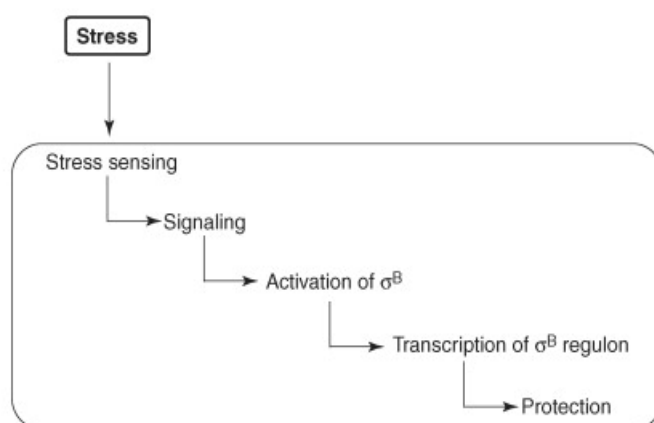 Stress
Stress sensing
Signaling
Activation of σᴮ
Transcription of σᴮ regulon
Protection